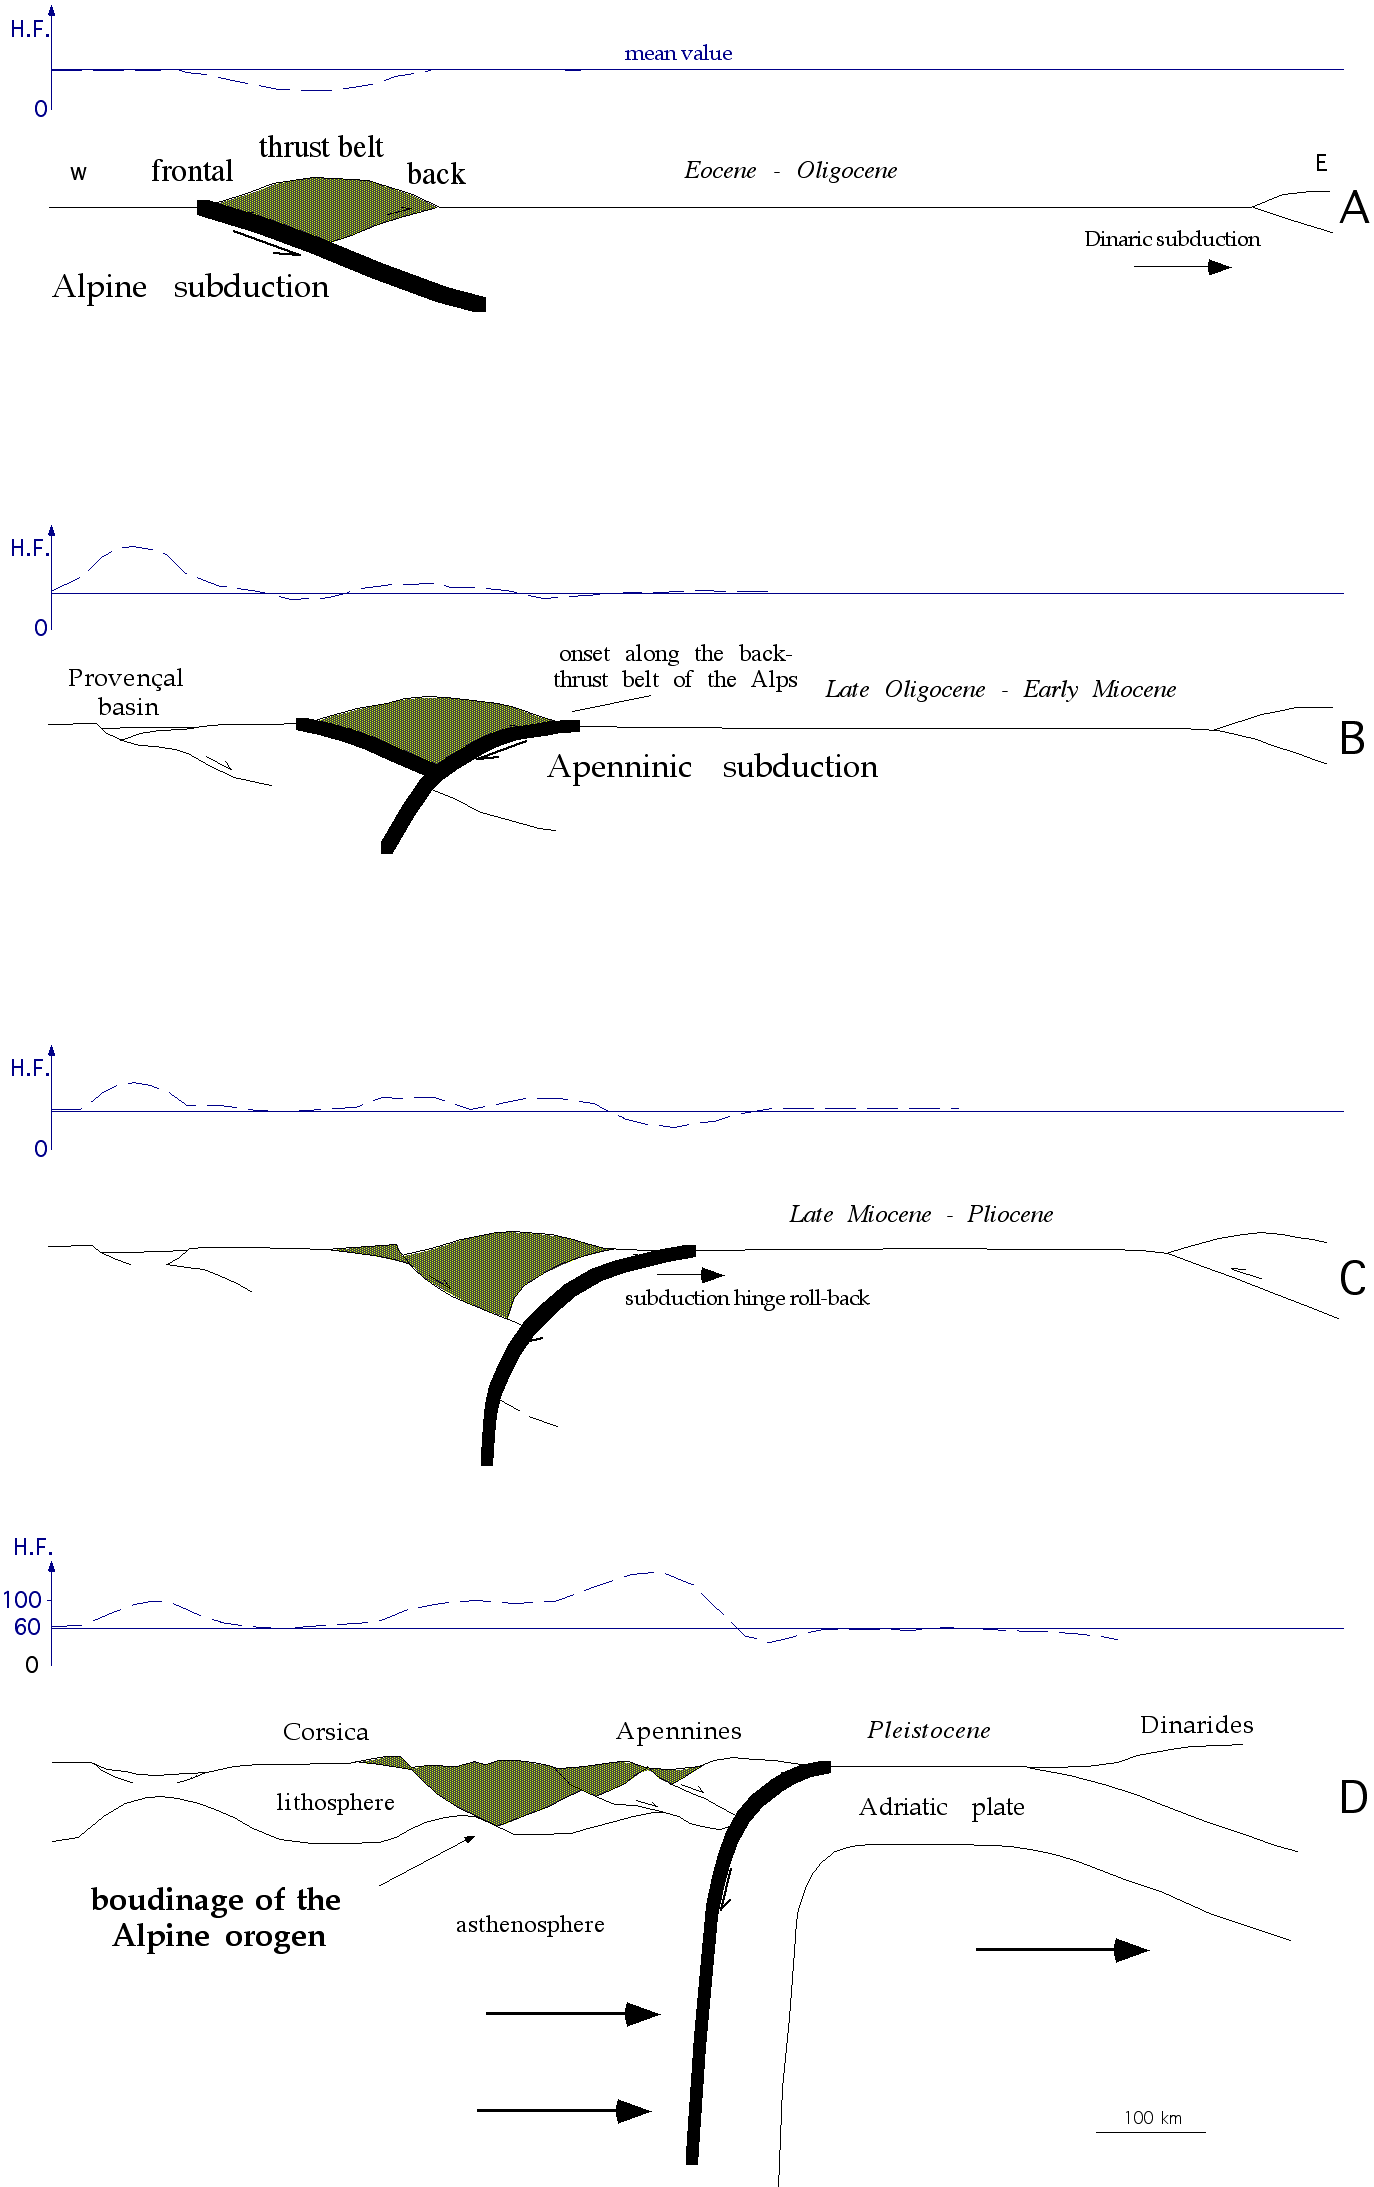 H.F.
mean value
0
thrust belt
W
frontal
back
Eocene - Oligocene
E
A
Dinaric subduction
Alpine subduction
H.F.
0
onset along the back-
thrust belt of the Alps
Provençal
basin
Late Oligocene - Early Miocene
B
Apenninic subduction
H.F.
0
Late Miocene - Pliocene
C
subduction hinge roll-back
H.F.
100
60
0
Corsica
Apennines
Pleistocene
Dinarides
lithosphere
Adriatic plate
D
boudinage of the
Alpine orogen
asthenosphere
100 km